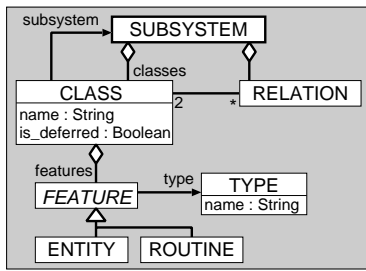 subsystem
SUBSYSTEM
classes
CLASS
name : String
is_deferred : Boolean
2
*
RELATION
features
FEATURE
type
TYPE
name : String
ENTITY
ROUTINE